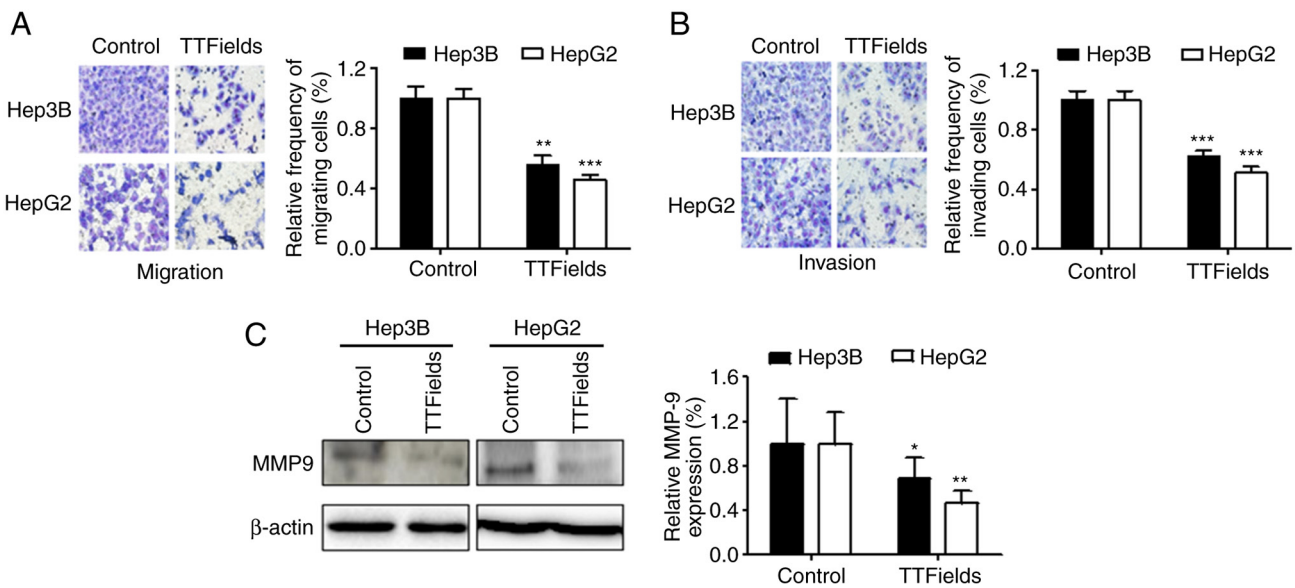 A
Control TTFields
Hep3B
HepG2
Migration
Relative frequency of
migrating cells (%)
Hep3B HepG2
1.2
0.8
0.4
0.0
**
***
Control TTFields
B
Control TTFields
Hep3B
HepG2
Invasion
Relative frequency of
invading cells (%)
Hep3B HepG2
1.2
0.8
0.4
0.0
***
***
Control TTFields
C
Hep3B HepG2
Control TTFields Control TTFields
MMP9
β-actin
Relative MMP-9
expression (%)
Hep3B HepG2
1.6
1.2
0.8
0.4
0.0
*
**
Control TTFields